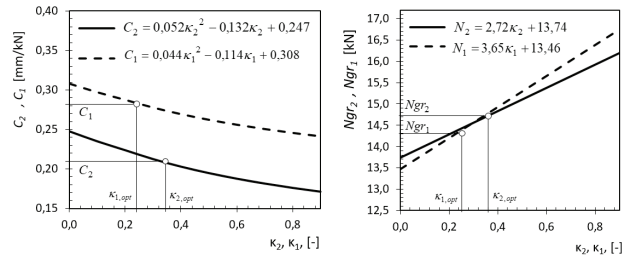 C₂ , C₁ [mm/kN]
0,40
0,35
0,30
0,25
0,20
0,15
C₂ = 0,052κ₂² − 0,132κ₂ + 0,247
C₁ = 0,044κ₁² − 0,114κ₁ + 0,308
C₁
C₂
κ₁,opt
κ₂,opt
0,0 0,2 0,4 0,6 0,8
κ₂, κ₁, [-]
Ngr₂ , Ngr₁ [kN]
17,0
16,5
16,0
15,5
15,0
14,5
14,0
13,5
13,0
12,5
N₂ = 2,72κ₂ + 13,74
N₁ = 3,65κ₁ + 13,46
Ngr₂
Ngr₁
κ₁,opt
κ₂,opt
0,0 0,2 0,4 0,6 0,8
κ₂, κ₁, [-]